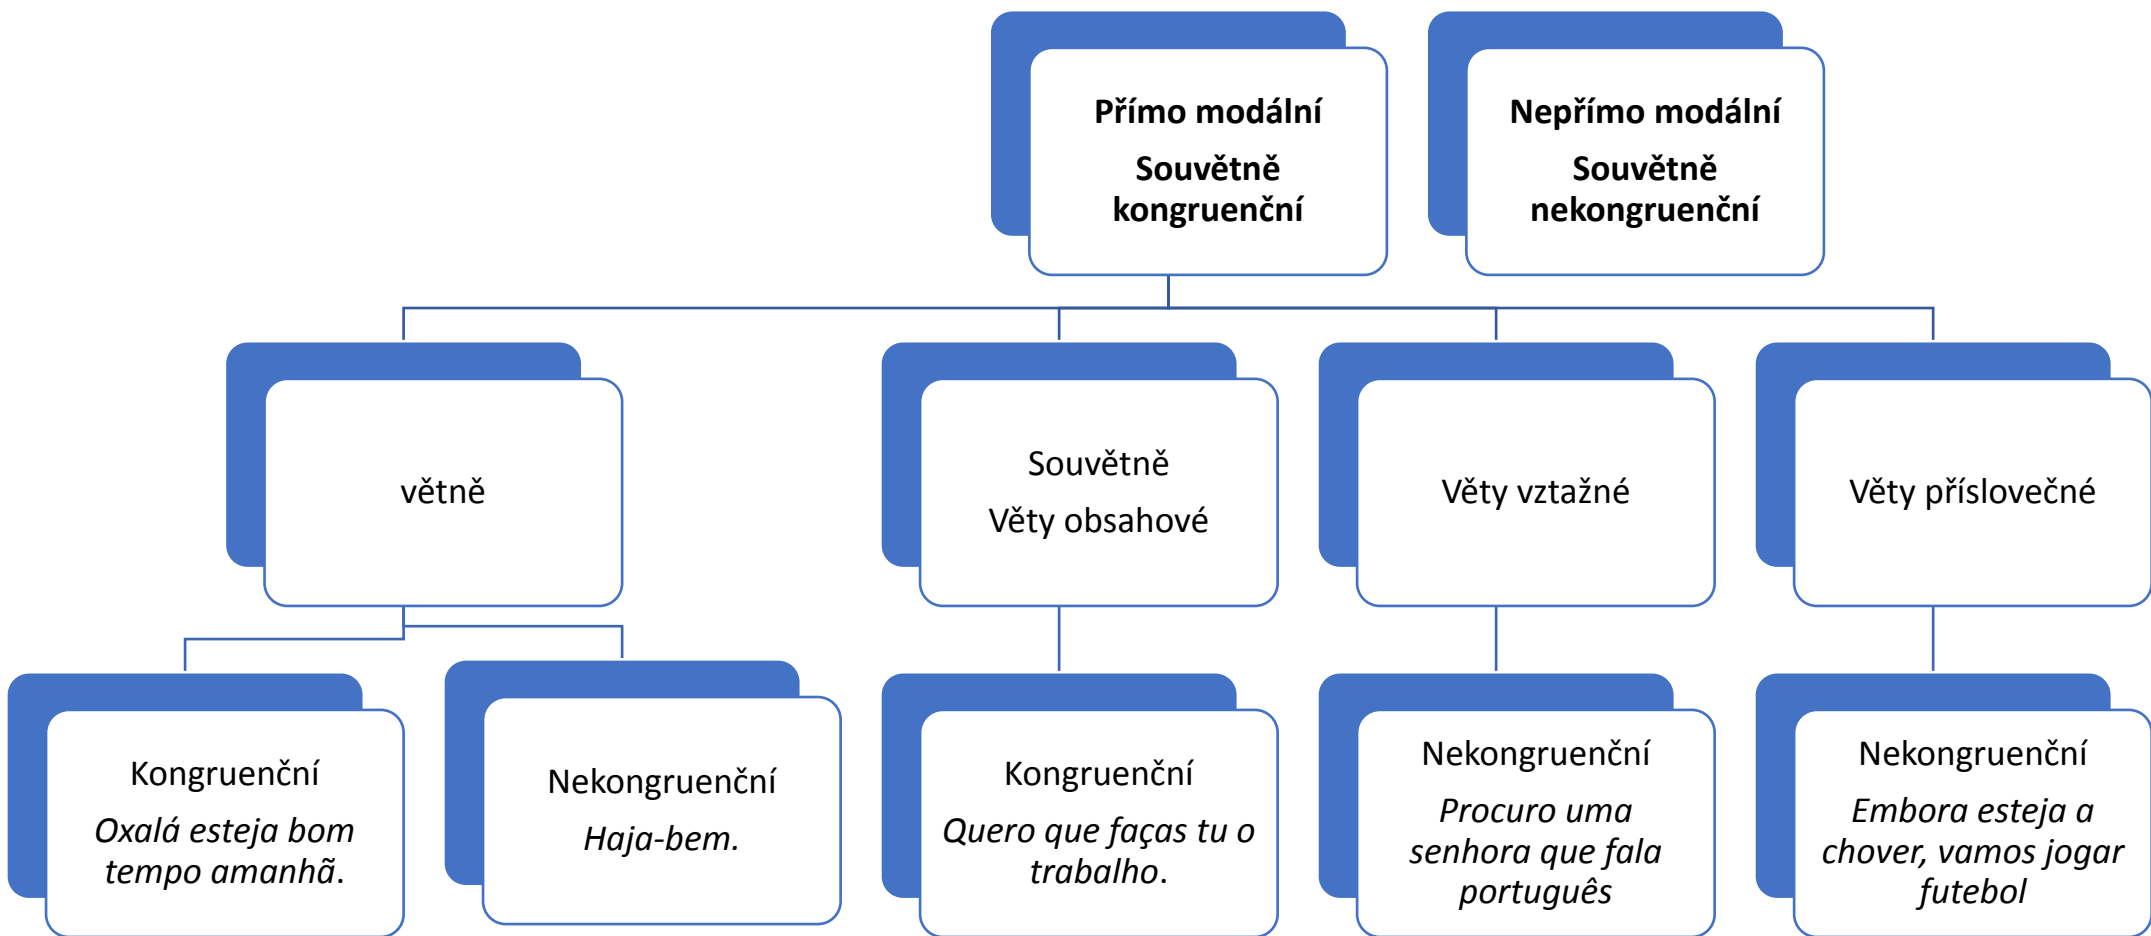 Přímo modální
Souvětně
kongruenční
Nepřímo modální
Souvětně
nekongruenční
větně
Souvětně
Věty obsahové
Věty vztažné
Věty příslovečné
Kongruenční
Oxalá esteja bom
tempo amanhã.
Nekongruenční
Haja-bem.
Kongruenční
Quero que faças tu o
trabalho.
Nekongruenční
Procuro uma
senhora que fala
português
Nekongruenční
Embora esteja a
chover, vamos jogar
futebol